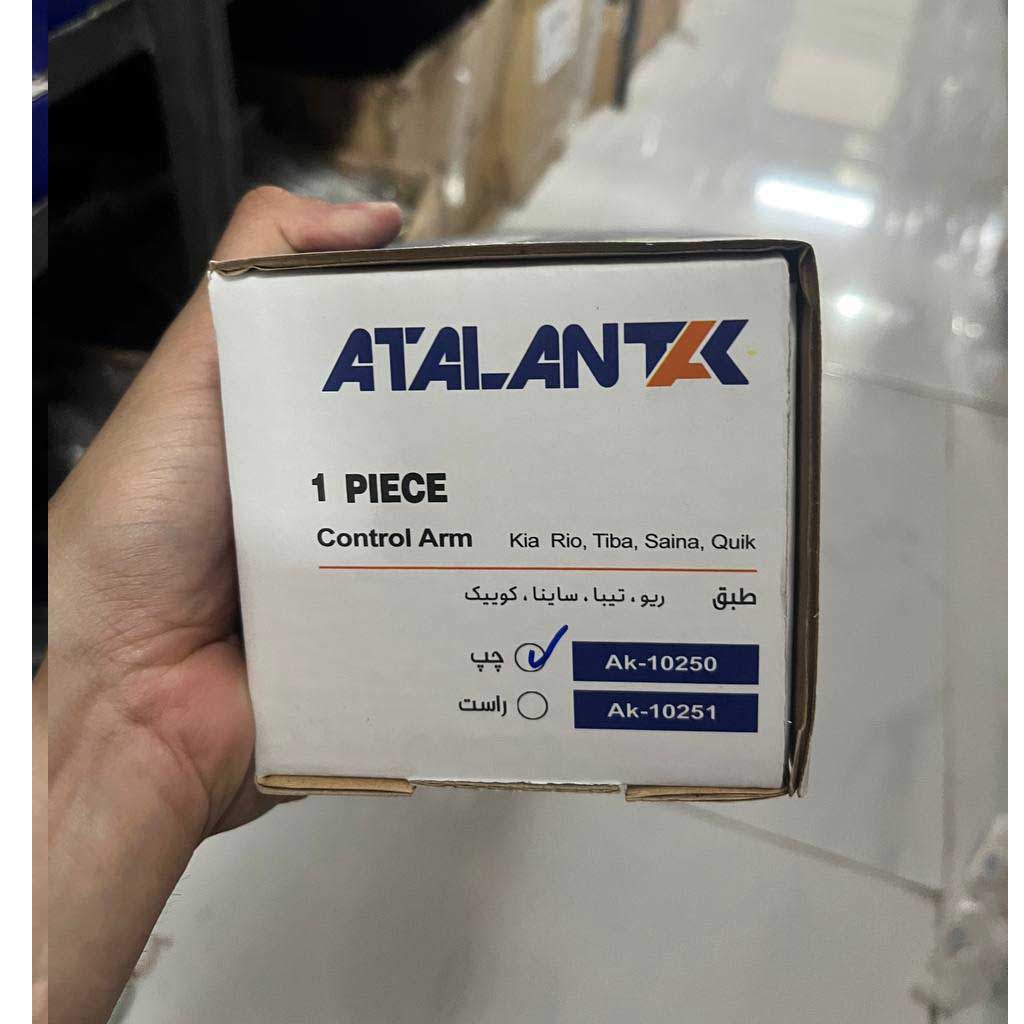 ATALANTAK
1 PIECE
Control Arm Kia Rio, Tiba, Saina, Quik
طبق ریو، تیبا، ساینا، کوییک
چپ Ak-10250
راست Ak-10251